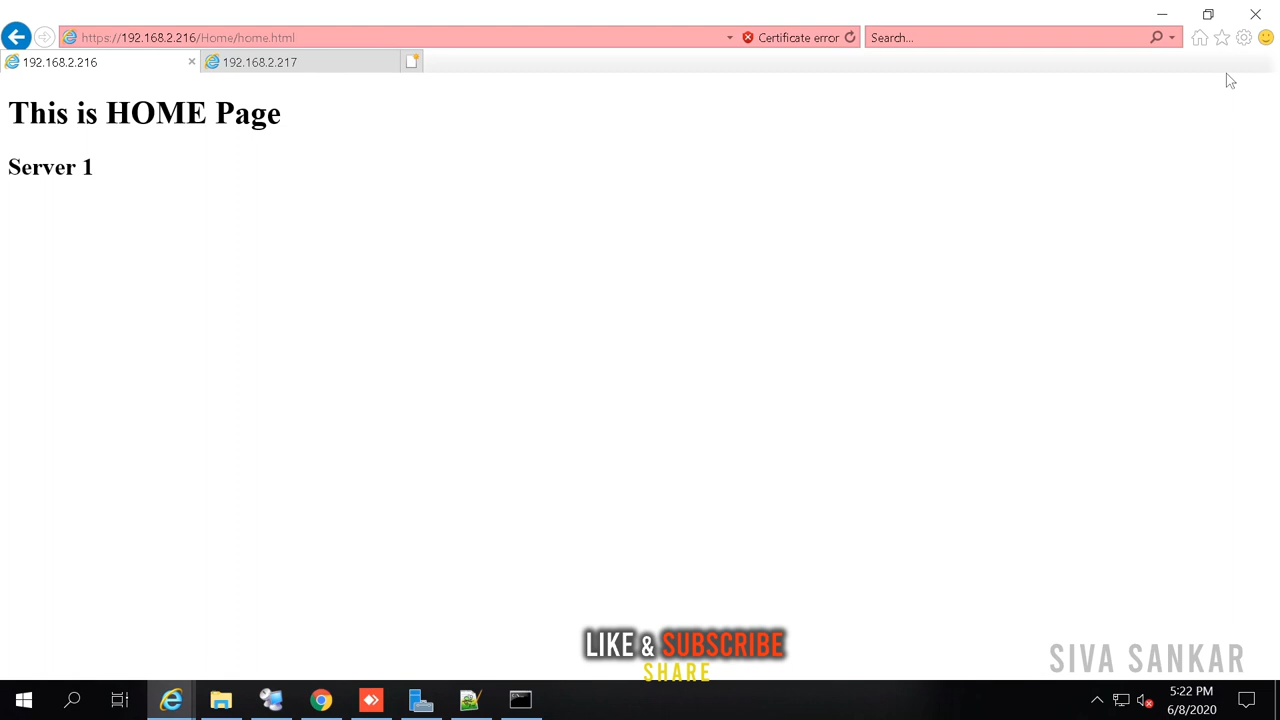 https://192.168.2.216/Home/home.html
Certificate error
Search...
192.168.2.216
192.168.2.217
This is HOME Page
Server 1
LIKE & SUBSCRIBE
SHARE
SIVA SANKAR
5:22 PM
6/8/2020